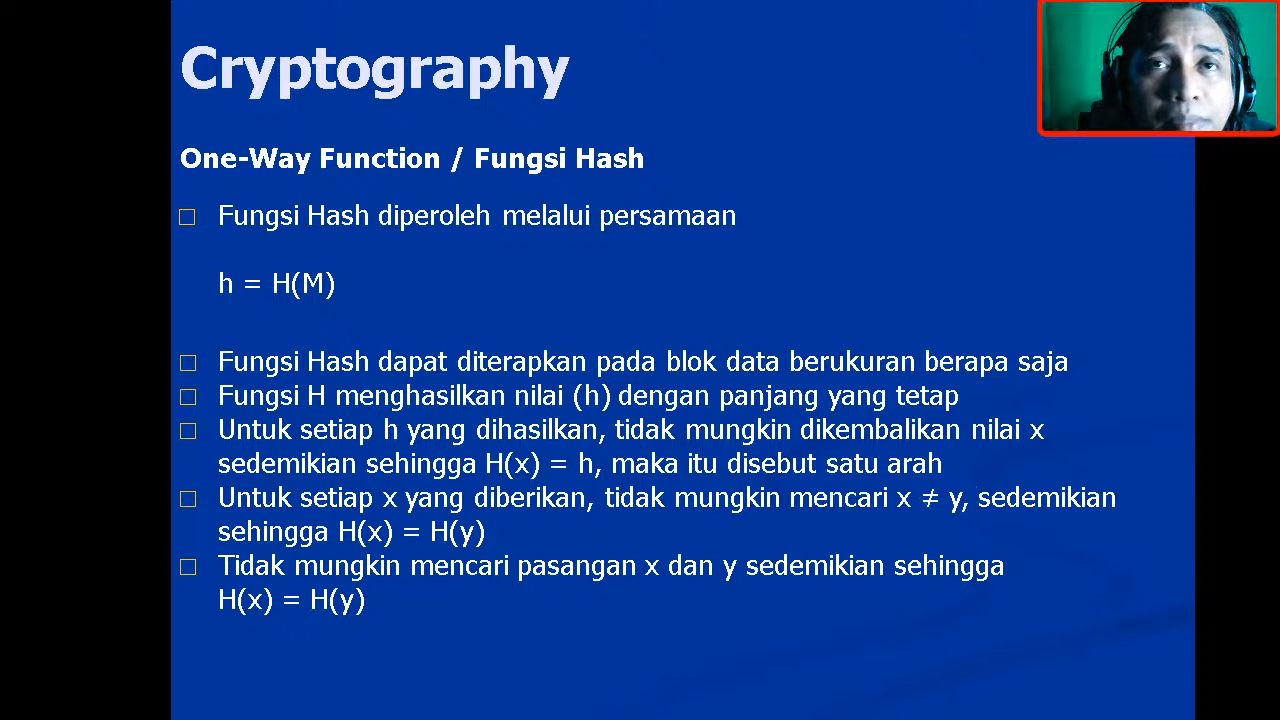 Cryptography
One-Way Function / Fungsi Hash
Fungsi Hash diperoleh melalui persamaan
h = H(M)
Fungsi Hash dapat diterapkan pada blok data berukuran berapa saja
Fungsi H menghasilkan nilai (h) dengan panjang yang tetap
Untuk setiap h yang dihasilkan, tidak mungkin dikembalikan nilai x
sedemikian sehingga H(x) = h, maka itu disebut satu arah
Untuk setiap x yang diberikan, tidak mungkin mencari x ≠ y, sedemikian
sehingga H(x) = H(y)
Tidak mungkin mencari pasangan x dan y sedemikian sehingga
H(x) = H(y)